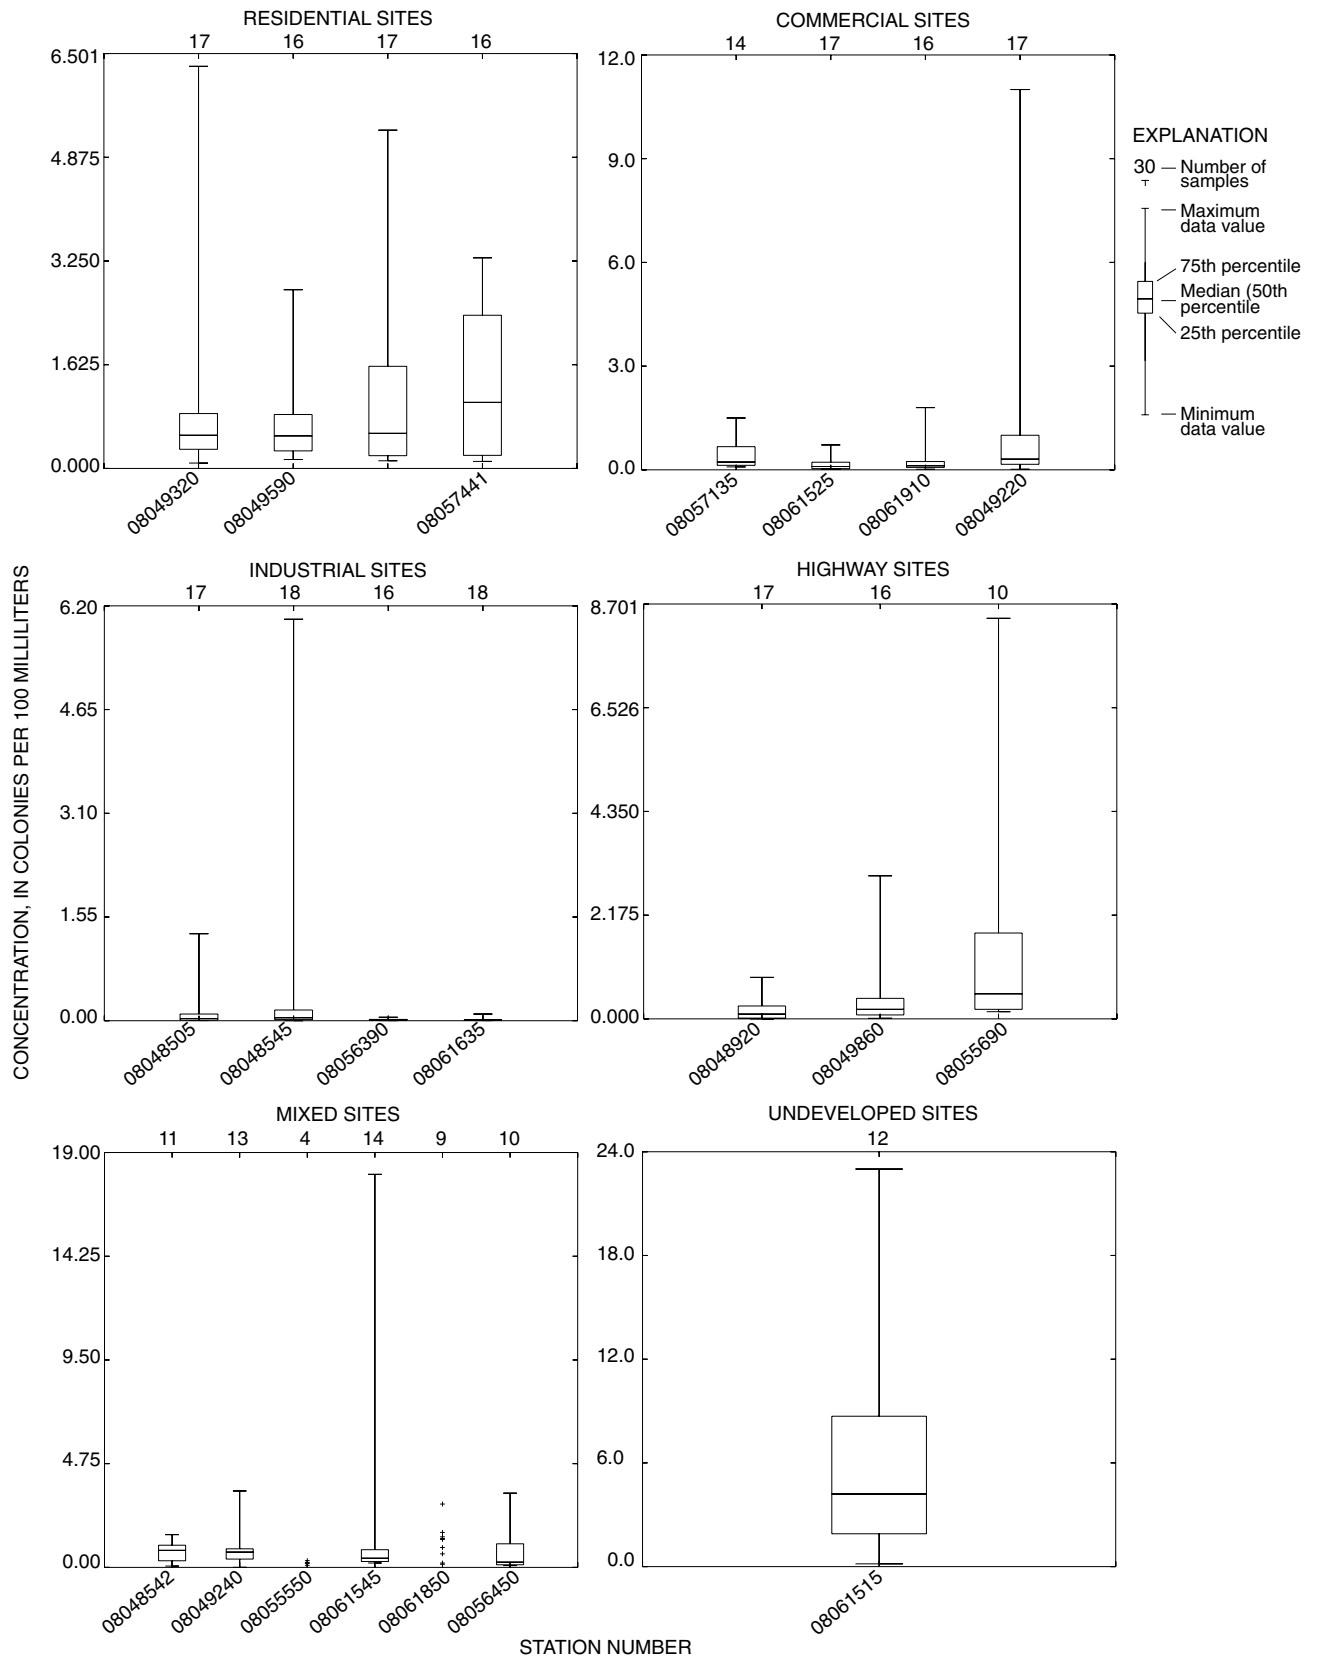 RESIDENTIAL SITES
17 16 17 16
6.501
4.875
3.250
1.625
0.000
08049320 08049590 08057441
COMMERCIAL SITES
14 17 16 17
12.0
9.0
6.0
3.0
0.0
08057135 08061525 08061910 08049220
EXPLANATION
30 Number of
samples
Maximum
data value
75th percentile
Median (50th
percentile
25th percentile
Minimum
data value
CONCENTRATION, IN COLONIES PER 100 MILLILITERS
INDUSTRIAL SITES
17 18 16 18
6.20
4.65
3.10
1.55
0.00
08048505 08048545 08056390 08061635
HIGHWAY SITES
17 16 10
8.701
6.526
4.350
2.175
0.000
08048920 08049860 08055690
MIXED SITES
11 13 4 14 9 10
19.00
14.25
9.50
4.75
0.00
08048542 08049240 08055550 08061545 08061850 08056450
UNDEVELOPED SITES
12
24.0
18.0
12.0
6.0
0.0
08061515
STATION NUMBER